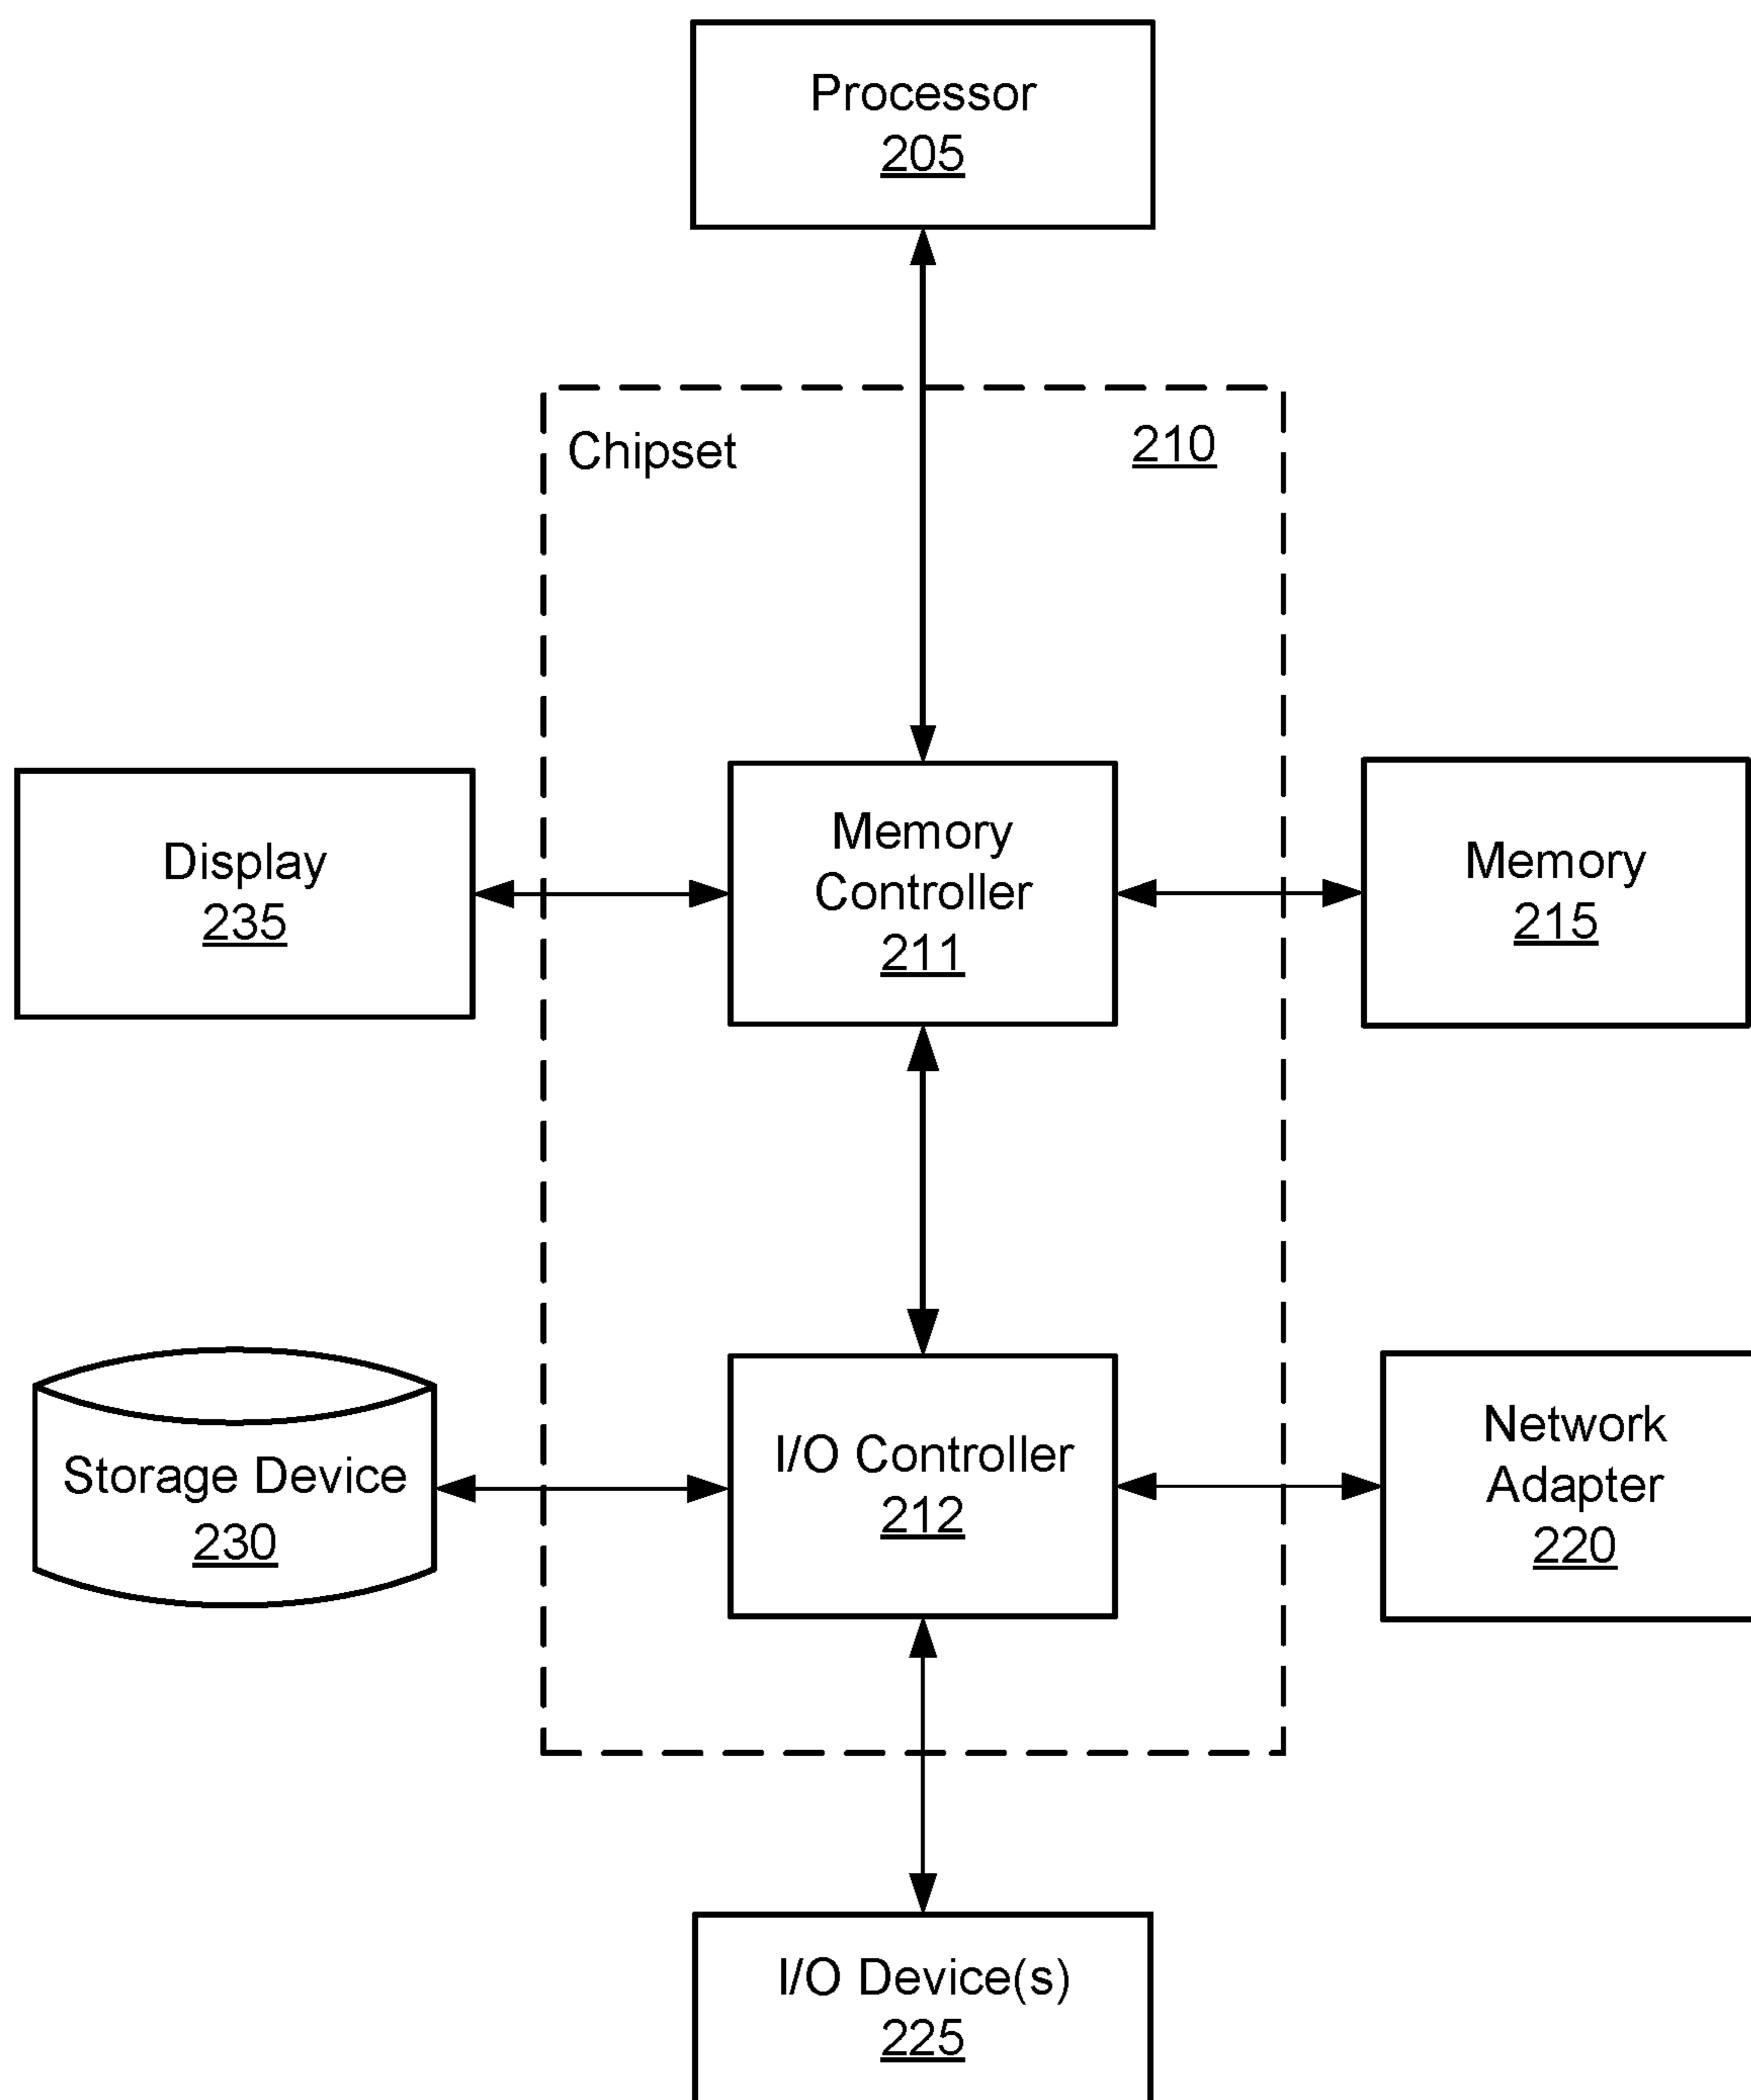 Processor
205
Chipset
210
Display
235
Memory
Controller
211
Memory
215
Storage Device
230
I/O Controller
212
Network
Adapter
220
I/O Device(s)
225